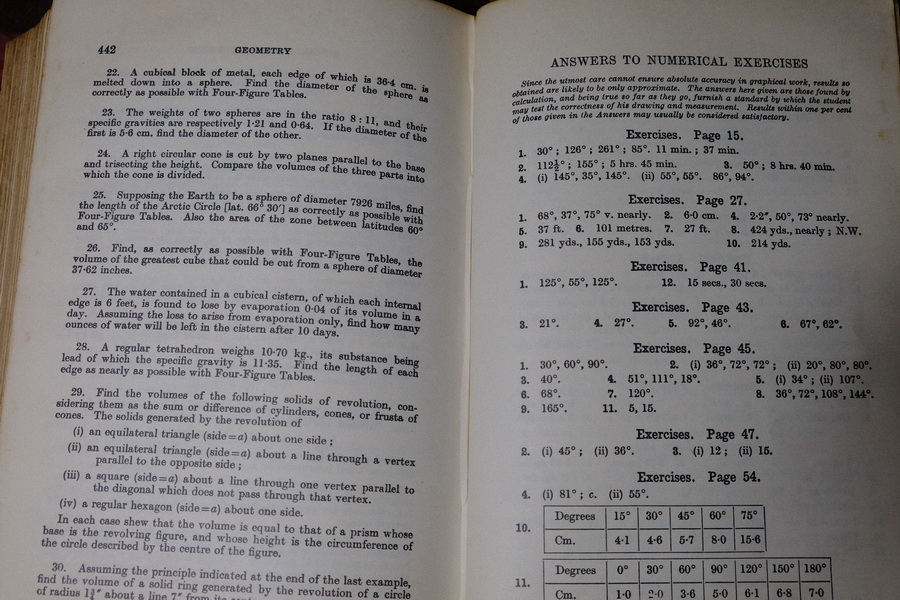 442 GEOMETRY
22. A cubical block of metal, each edge of which is 36·4 cm. is
melted down into a sphere. Find the diameter of the sphere as
correctly as possible with Four-Figure Tables.
23. The weights of two spheres are in the ratio 8 : 11, and their
specific gravities are respectively 1·21 and 0·64. If the diameter of the
first is 5·6 cm. find the diameter of the other.
24. A right circular cone is cut by two planes parallel to the base
and trisecting the height. Compare the volumes of the three parts into
which the cone is divided.
25. Supposing the Earth to be a sphere of diameter 7926 miles, find
the length of the Arctic Circle [lat. 66° 30′] as correctly as possible with
Four-Figure Tables. Also the area of the zone between latitudes 60°
and 65°.
26. Find, as correctly as possible with Four-Figure Tables, the
volume of the greatest cube that could be cut from a sphere of diameter
37·62 inches.
27. The water contained in a cubical cistern, of which each internal
edge is 6 feet, is found to lose by evaporation 0·04 of its volume in a
day. Assuming the loss to arise from evaporation only, find how many
ounces of water will be left in the cistern after 10 days.
28. A regular tetrahedron weighs 10·70 kg., its substance being
lead of which the specific gravity is 11·35. Find the length of each
edge as nearly as possible with Four-Figure Tables.
29. Find the volumes of the following solids of revolution, con-
sidering them as the sum or difference of cylinders, cones, or frusta of
cones. The solids generated by the revolution of
(i) an equilateral triangle (side=a) about one side ;
(ii) an equilateral triangle (side=a) about a line through a vertex
parallel to the opposite side ;
(iii) a square (side=a) about a line through one vertex parallel to
the diagonal which does not pass through that vertex.
(iv) a regular hexagon (side=a) about one side.
In each case shew that the volume is equal to that of a prism whose
base is the revolving figure, and whose height is the circumference of
the circle described by the centre of the figure.
30. Assuming the principle indicated at the end of the last example,
find the volume of a solid ring generated by the revolution of a circle
of radius 1¾″ about a line 7″ from its
ANSWERS TO NUMERICAL EXERCISES
Since the utmost care cannot ensure absolute accuracy in graphical work, results so
obtained are likely to be only approximate. The answers here given are those found by
calculation, and being true so far as they go, furnish a standard by which the student
may test the correctness of his drawing and measurement. Results within one per cent
of those given in the Answers may usually be considered satisfactory.
Exercises. Page 15.
1. 30° ; 126° ; 261° ; 85°. 11 min. ; 37 min.
2. 112½° ; 155° ; 5 hrs. 45 min. 3. 50° ; 8 hrs. 40 min.
4. (i) 145°, 35°, 145°. (ii) 55°, 55°. 86°, 94°.
Exercises. Page 27.
1. 68°, 37°, 75° v. nearly. 2. 6·0 cm. 4. 2·2″, 50°, 73° nearly.
5. 37 ft. 6. 101 metres. 7. 27 ft. 8. 424 yds., nearly ; N.W.
9. 281 yds., 155 yds., 153 yds. 10. 214 yds.
Exercises. Page 41.
1. 125°, 55°, 125°. 12. 15 secs., 30 secs.
Exercises. Page 43.
3. 21°. 4. 27°. 5. 92°, 46°. 6. 67°, 62°.
Exercises. Page 45.
1. 30°, 60°, 90°. 2. (i) 36°, 72°, 72° ; (ii) 20°, 80°, 80°.
3. 40°. 4. 51°, 111°, 18°. 5. (i) 34° ; (ii) 107°.
6. 68°. 7. 120°. 8. 36°, 72°, 108°, 144°.
9. 165°. 11. 5, 15.
Exercises. Page 47.
2. (i) 45° ; (ii) 36°. 3. (i) 12 ; (ii) 15.
Exercises. Page 54.
4. (i) 81° ; c. (ii) 55°.
10. Degrees 15° 30° 45° 60° 75°
Cm. 4·1 4·6 5·7 8·0 15·6
11. Degrees 0° 30° 60° 90° 120° 150° 180°
Cm. 1·0 2·0 3·6 5·0 6·1 6·8 7·0